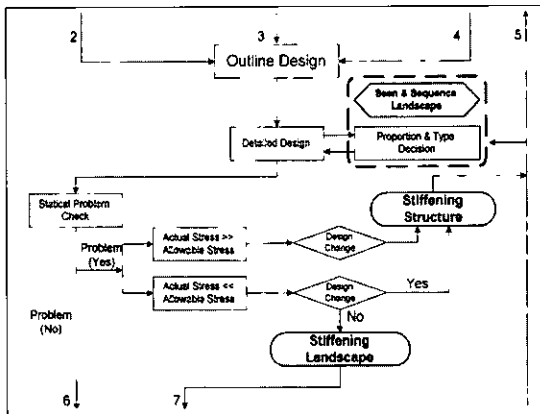 2
3
4
5
Outline Design
Seen & Sequence
Landscape
Detailed Design
Proportion & Type
Decision
Statical Problem
Check
Stiffening
Structure
Problem
(Yes)
Actual Stress >>
Allowable Stress
Design
Change
Actual Stress <<
Allowable Stress
Design
Change
Yes
Problem
(No)
No
Stiffening
Landscape
6
7